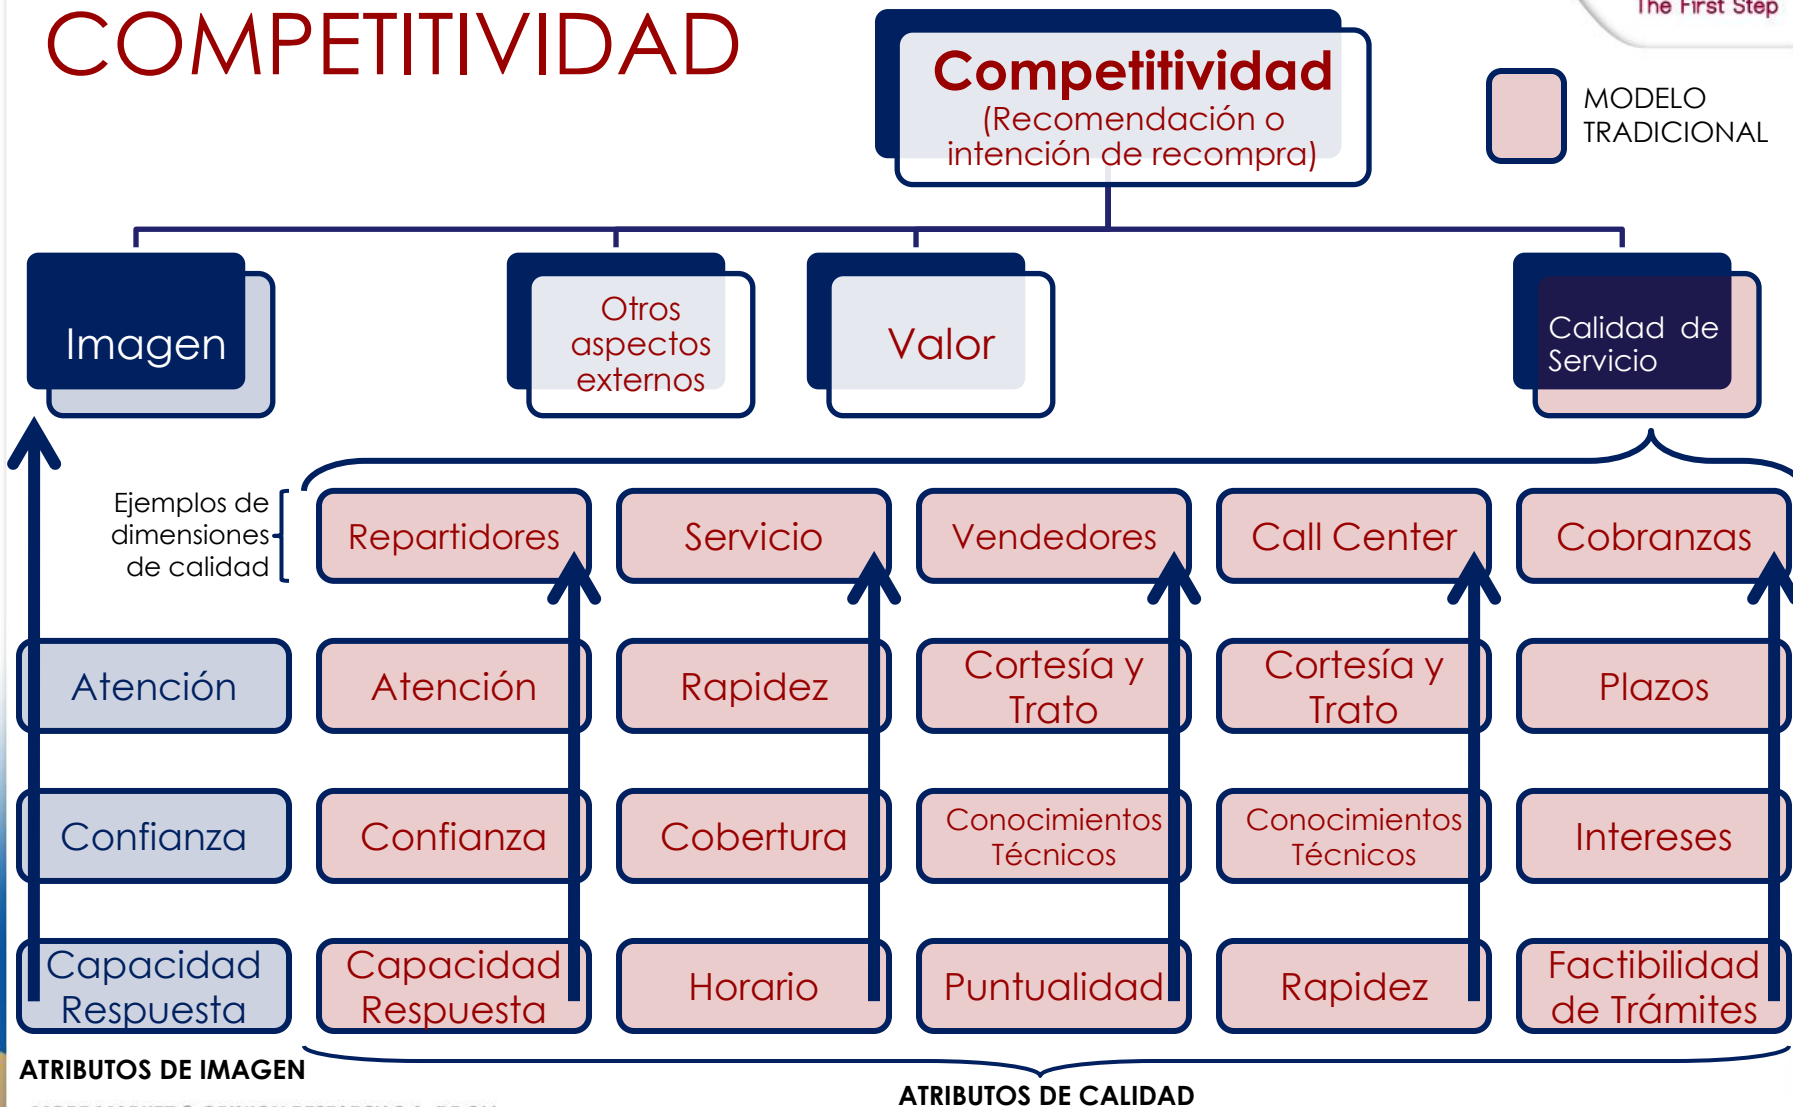 The First Step
COMPETITIVIDAD
Competitividad
(Recomendación o
intención de recompra)
MODELO
TRADICIONAL
Imagen
Otros
aspectos
externos
Valor
Calidad de
Servicio
Ejemplos de
dimensiones
de calidad
Repartidores
Servicio
Vendedores
Call Center
Cobranzas
Atención
Atención
Rapidez
Cortesía y
Trato
Cortesía y
Trato
Plazos
Confianza
Confianza
Cobertura
Conocimientos
Técnicos
Conocimientos
Técnicos
Intereses
Capacidad
Respuesta
Capacidad
Respuesta
Horario
Puntualidad
Rapidez
Factibilidad
de Trámites
ATRIBUTOS DE IMAGEN
ATRIBUTOS DE CALIDAD